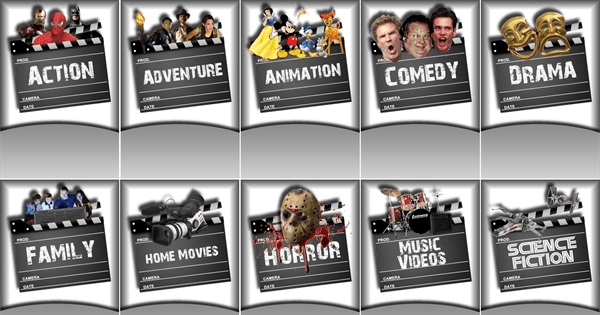 PROD.
ACTION
CAMERA
DATE
PROD.
ADVENTURE
CAMERA
DATE
ANIMATION
CAMERA
DATE
PROD.
COMEDY
CAMERA
DATE
DRAMA
CAMERA
DATE
PROD.
FAMILY
CAMERA
DATE
PROD.
HOME MOVIES
CAMERA
DATE
PROD.
HORROR
CAMERA
DATE
PROD.
MUSIC
VIDEOS
CAMERA
DATE
PROD.
SCIENCE
FICTION
CAMERA
DATE